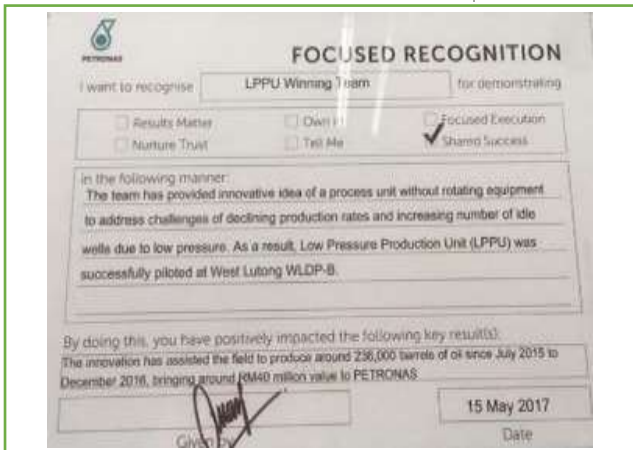 PETRONAS
FOCUSED RECOGNITION
I want to recognise LPPU Winning Team for demonstrating
Results Matter Own it Focused Execution
Nurture Trust Tell Me Shared Success
In the following manner:
The team has provided innovative idea of a process unit without rotating equipment
to address challenges of declining production rates and increasing number of idle
wells due to low pressure. As a result, Low Pressure Production Unit (LPPU) was
successfully piloted at West Lutong WLDP-B.
By doing this, you have positively impacted the following key result(s):
The innovation has assisted the field to produce around barrels of oil since July 2015 to
December 2016, bringing around RM40 million value to PETRONAS
15 May 2017
Given by Date